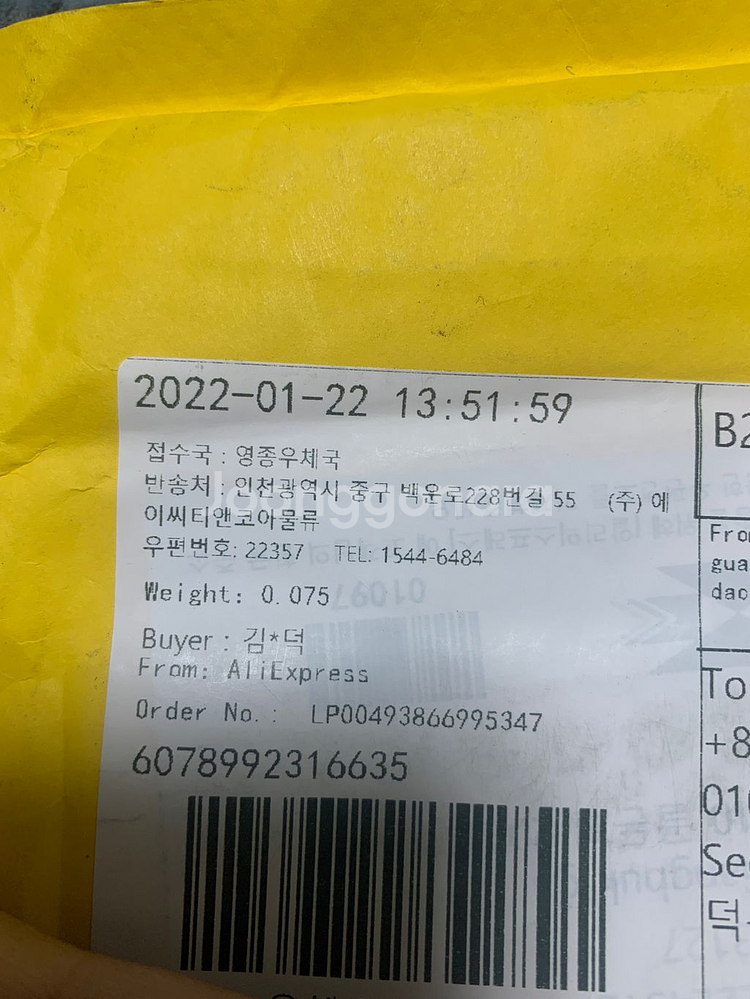 2022-01-22 13:51:59
접수국 : 영종우체국
반송처 : 인천광역시 중구 백운로228번길 55 (주) 에
이씨티앤코아물류
우편번호: 22357 TEL: 1544-6484
Weight: 0.075
Buyer : 김*덕
From: AliExpress
Order No.: LP00493866995347
6078992316635
B2
Fro
gua
dac
To
+8
010
Se
덕
joonggonara
01097